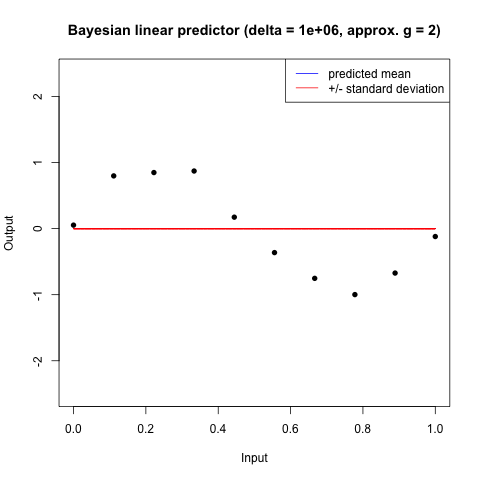 Bayesian linear predictor (delta = 1e+06, approx. g = 2)
predicted mean
+/- standard deviation
2
1
0
-1
-2
Output
0.0 0.2 0.4 0.6 0.8 1.0
Input